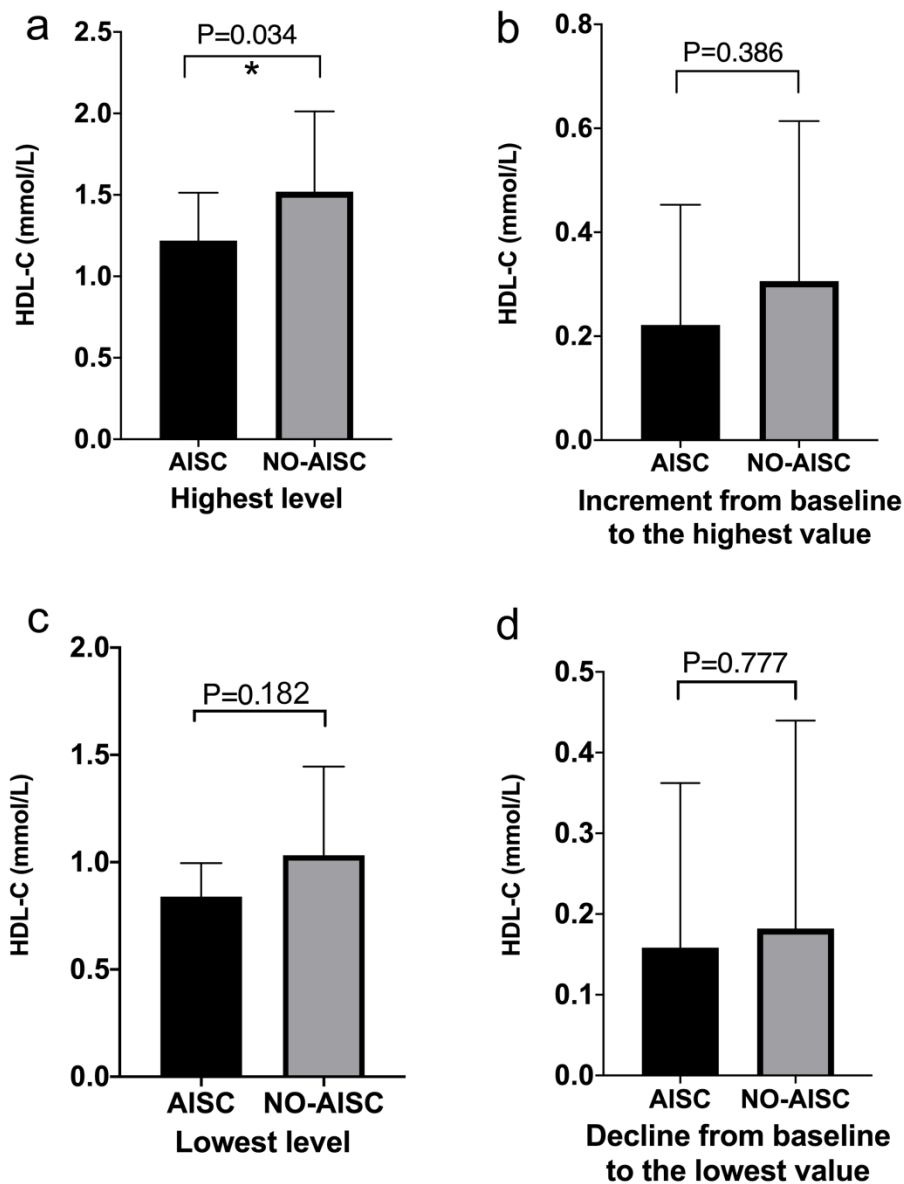 a
P=0.034
*
HDL-C (mmol/L)
2.5
2.0
1.5
1.0
0.5
0.0
AISC NO-AISC
Highest level
b
P=0.386
HDL-C (mmol/L)
0.8
0.6
0.4
0.2
0.0
AISC NO-AISC
Increment from baseline
to the highest value
c
P=0.182
HDL-C (mmol/L)
2.0
1.5
1.0
0.5
0.0
AISC NO-AISC
Lowest level
d
P=0.777
HDL-C (mmol/L)
0.5
0.4
0.3
0.2
0.1
0.0
AISC NO-AISC
Decline from baseline
to the lowest value